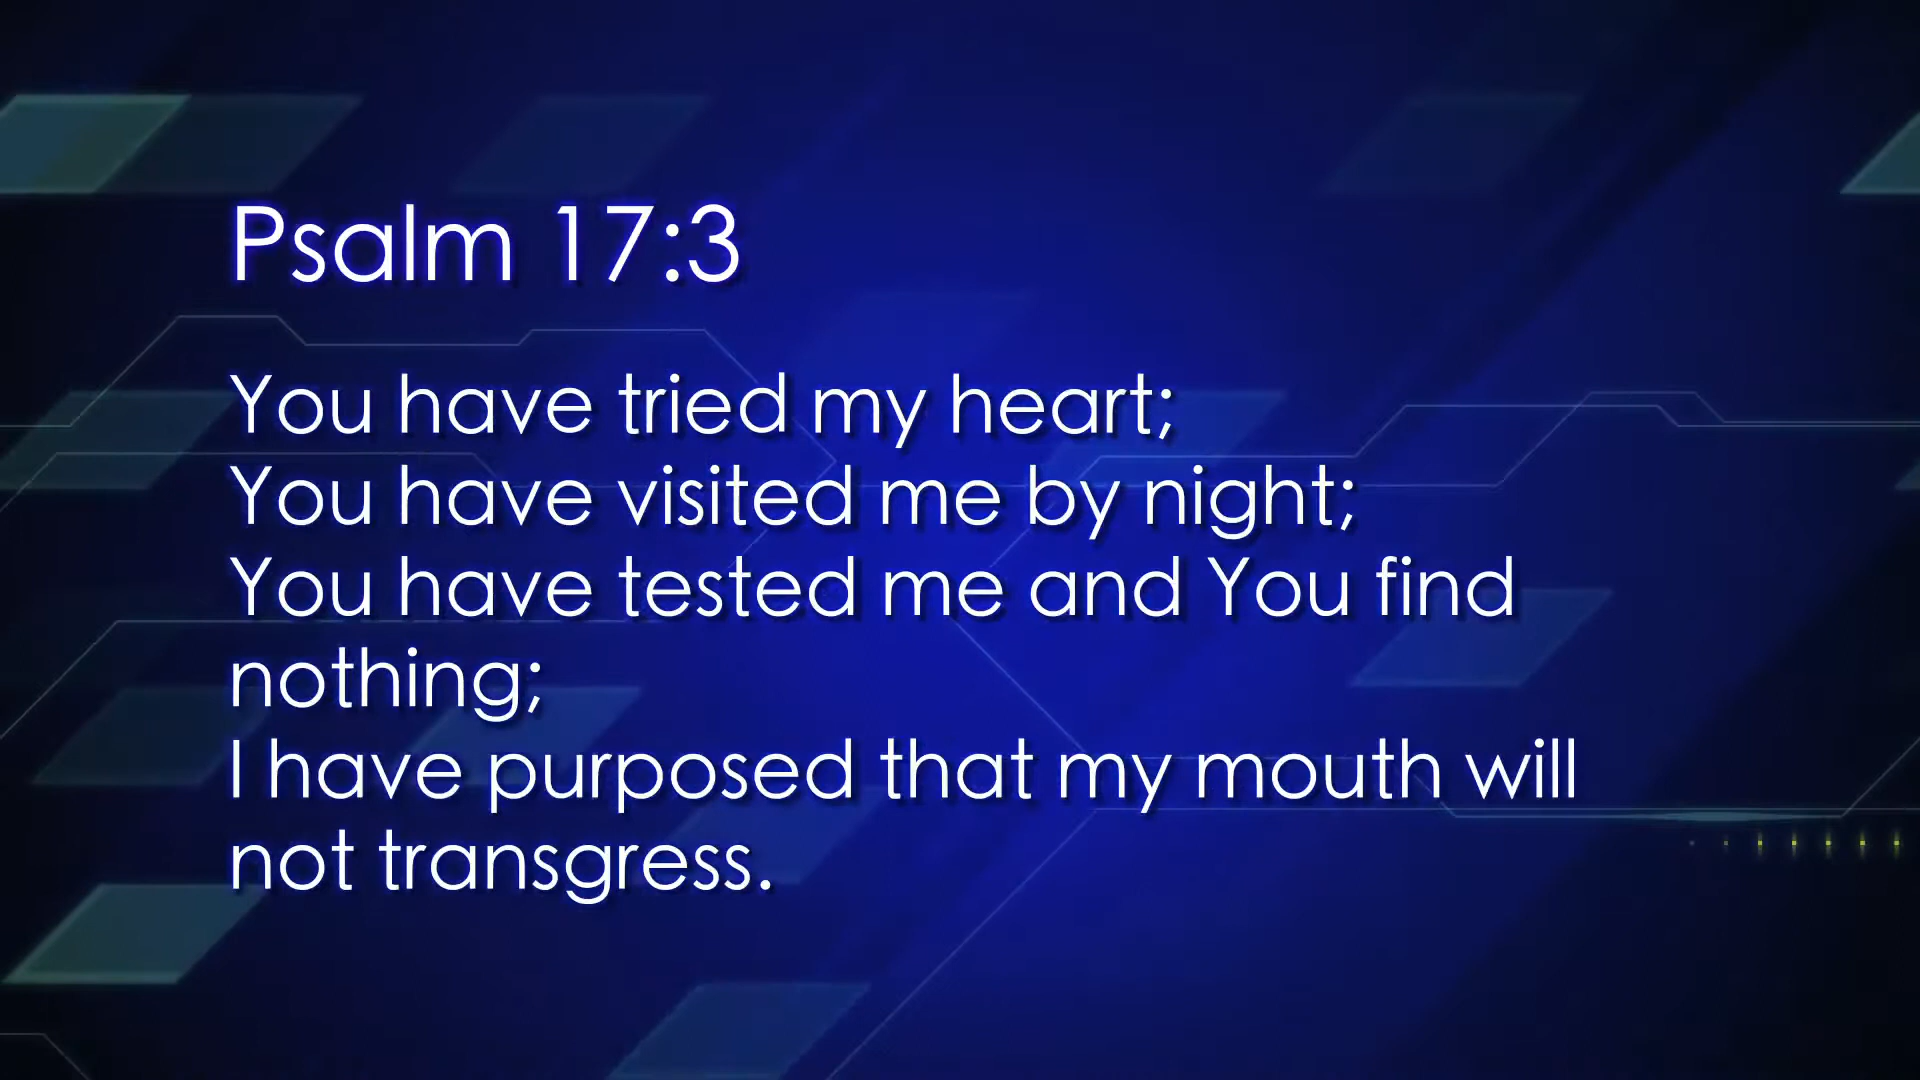 Psalm 17:3
You have tried my heart;
You have visited me by night;
You have tested me and You find
nothing;
I have purposed that my mouth will
not transgress.